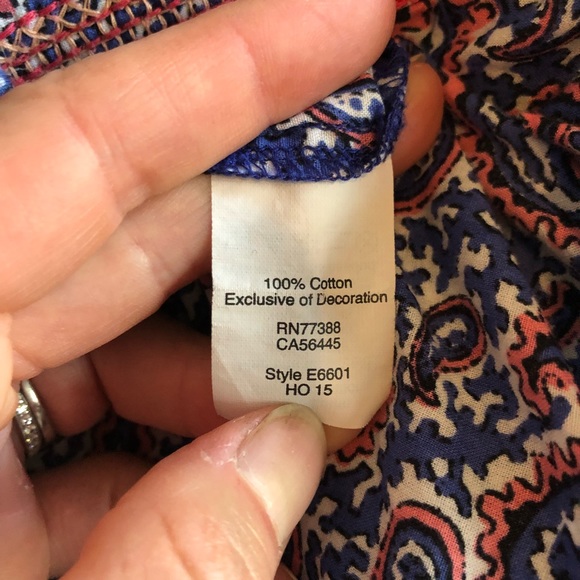 100% Cotton
Exclusive of Decoration
RN77388
CA56445
Style E6601
HO 15